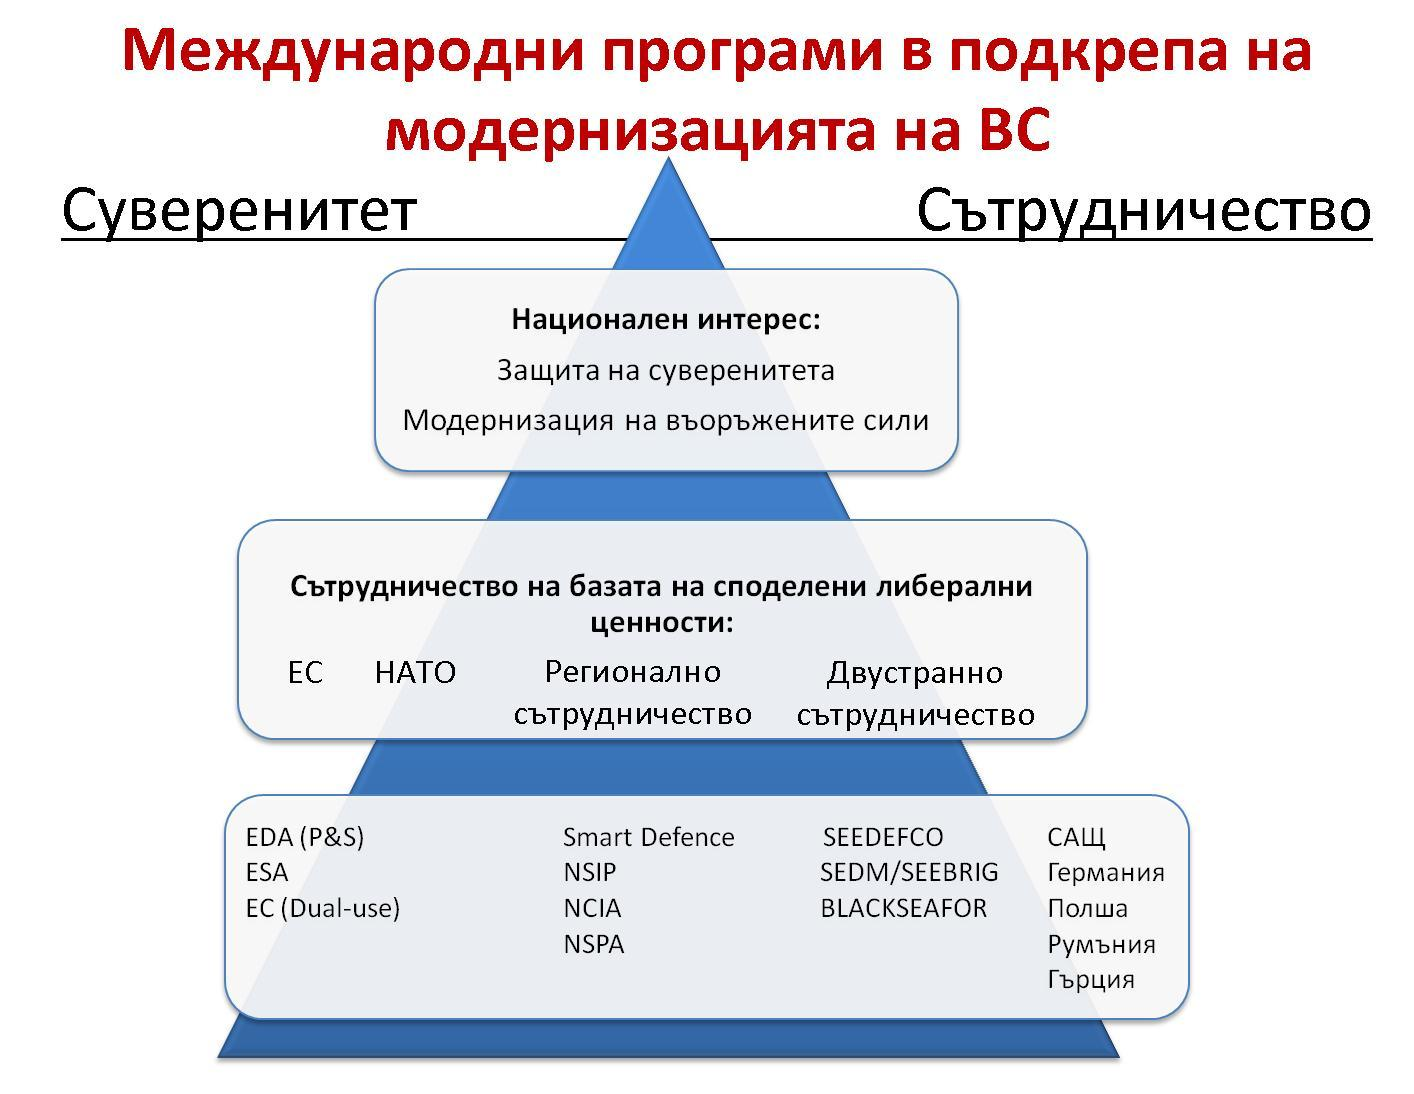 Международни програми в подкрепа на
модернизацията на ВС
Суверенитет
Сътрудничество
Национален интерес:
Защита на суверенитета
Модернизация на въоръжените сили
Сътрудничество на базата на споделени либерални
ценности:
ЕС
НАТО
Регионално
сътрудничество
Двустранно
сътрудничество
EDA (P&S)
ESA
EC (Dual-use)
Smart Defence
NSIP
NCIA
NSPA
SEEDEFCO
SEDM/SEEBRIG
BLACKSEAFOR
САЩ
Германия
Полша
Румъния
Гърция